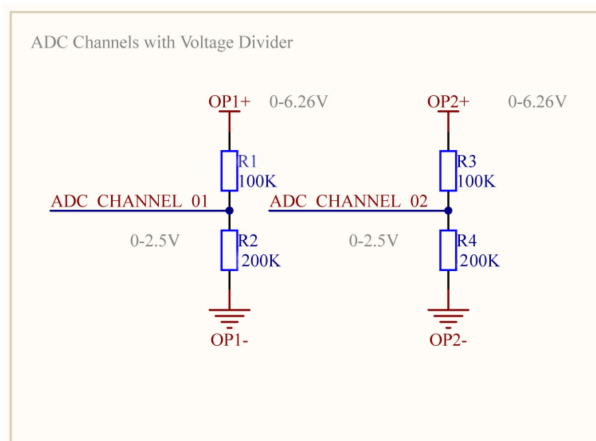 ADC Channels with Voltage Divider
OP1+ 0-6.26V
OP2+ 0-6.26V
R1
100K
R3
100K
ADC CHANNEL 01
ADC CHANNEL 02
0-2.5V
R2
200K
0-2.5V
R4
200K
OP1-
OP2-